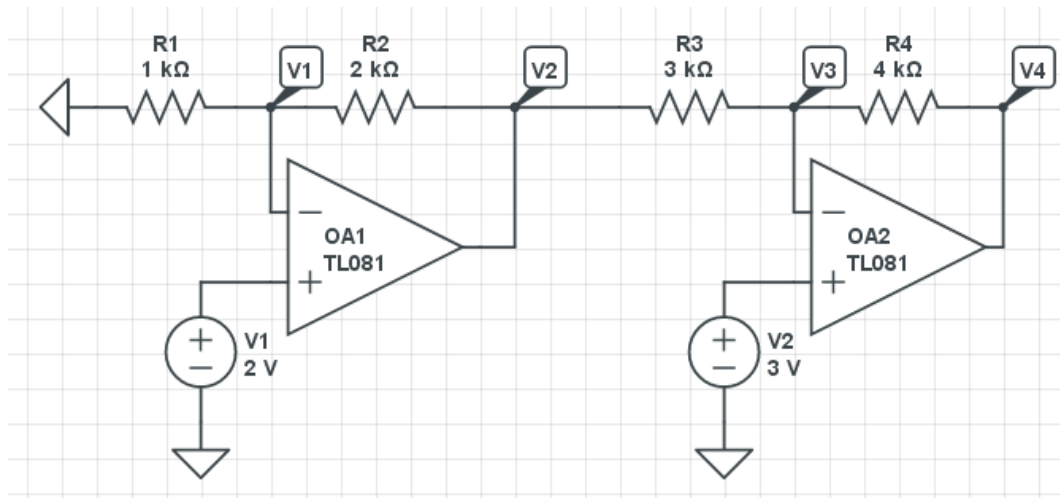 R1
1 kΩ
V1
R2
2 kΩ
V2
R3
3 kΩ
V3
R4
4 kΩ
V4
−
OA1
TL081
+
−
OA2
TL081
+
+
−
V1
2 V
+
−
V2
3 V